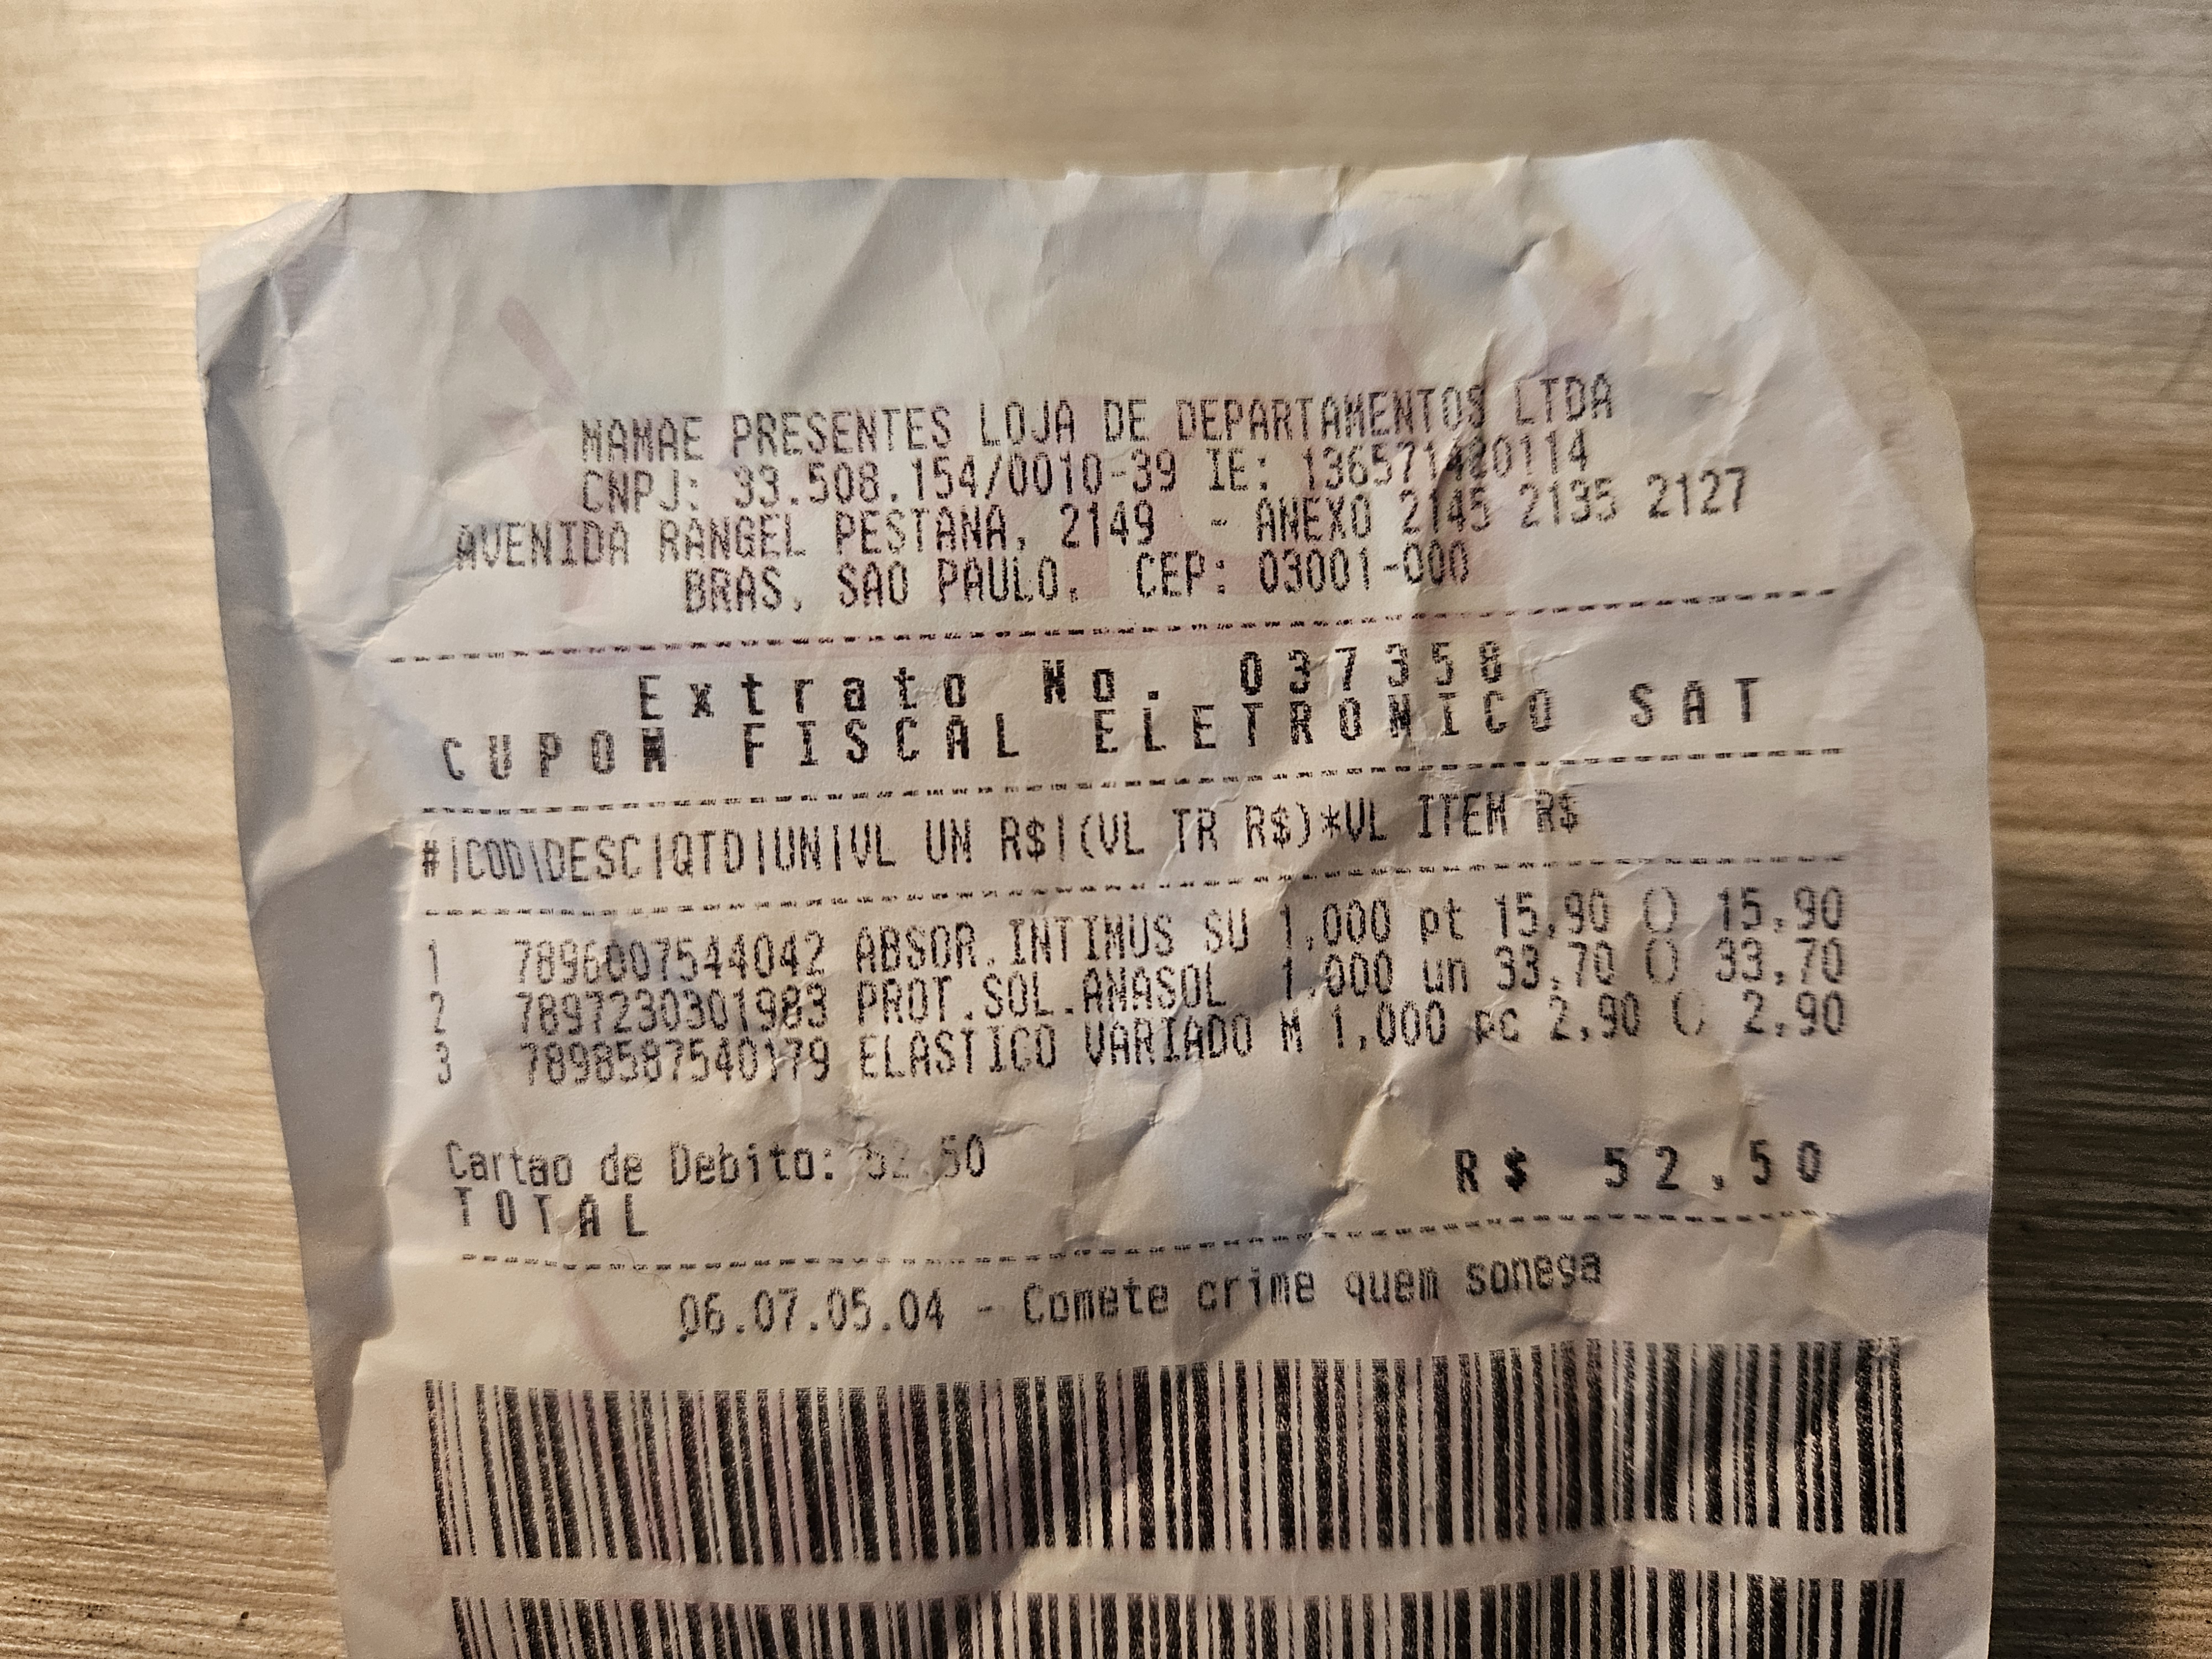 MAMAE PRESENTES LOJA DE DEPARTAMENTOS LTDA
CNPJ: 39.508.154/0010-39 IE: 136571420114
AVENIDA RANGEL PESTANA, 2149 - ANEXO 2145 2135 2127
BRAS, SAO PAULO, CEP: 03001-000
Extrato No. 037358
CUPOM FISCAL ELETRONICO SAT
#|COD|DESC|QTD|UN|VL UN R$|(VL TR R$)*|VL ITEM R$
1 7896007544042 ABSOR.INTIMUS SU 1,000 pt 15,90 0 15,90
2 7897230301983 PROT.SOL-ANASOL 1,000 un 33,70 0 33,70
3 7898587540179 ELASTICO-VARIADO M 1,000 pc 2,90 0 2,90
TOTAL R$ 52,50
Cartao de Debito: 52,50
06.07.05.04 - Comete crime quem sonega